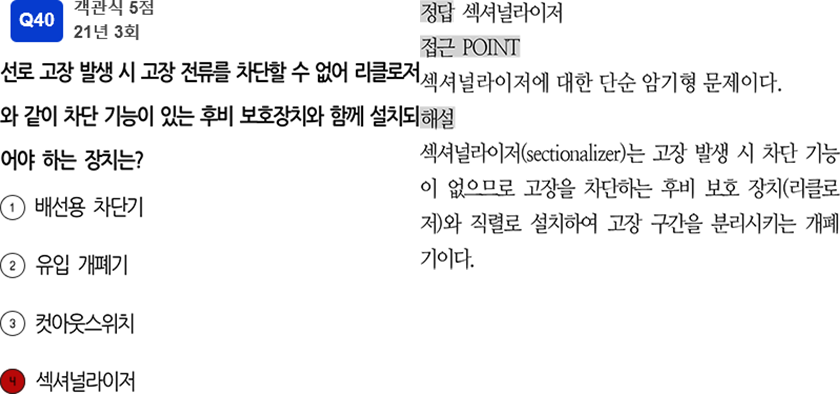 Q40
객관식 5점
21년 3회
선로 고장 발생 시 고장 전류를 차단할 수 없어 리클로저
와 같이 차단 기능이 있는 후비 보호장치와 함께 설치되
어야 하는 장치는?
① 배선용 차단기
② 유입 개폐기
③ 컷아웃스위치
④ 섹셔널라이저
정답 섹셔널라이저
접근 POINT
섹셔널라이저에 대한 단순 암기형 문제이다.
해설
섹셔널라이저(sectionalizer)는 고장 발생 시 차단 기능
이 없으므로 고장을 차단하는 후비 보호 장치(리클로
저)와 직렬로 설치하여 고장 구간을 분리시키는 개폐
기이다.